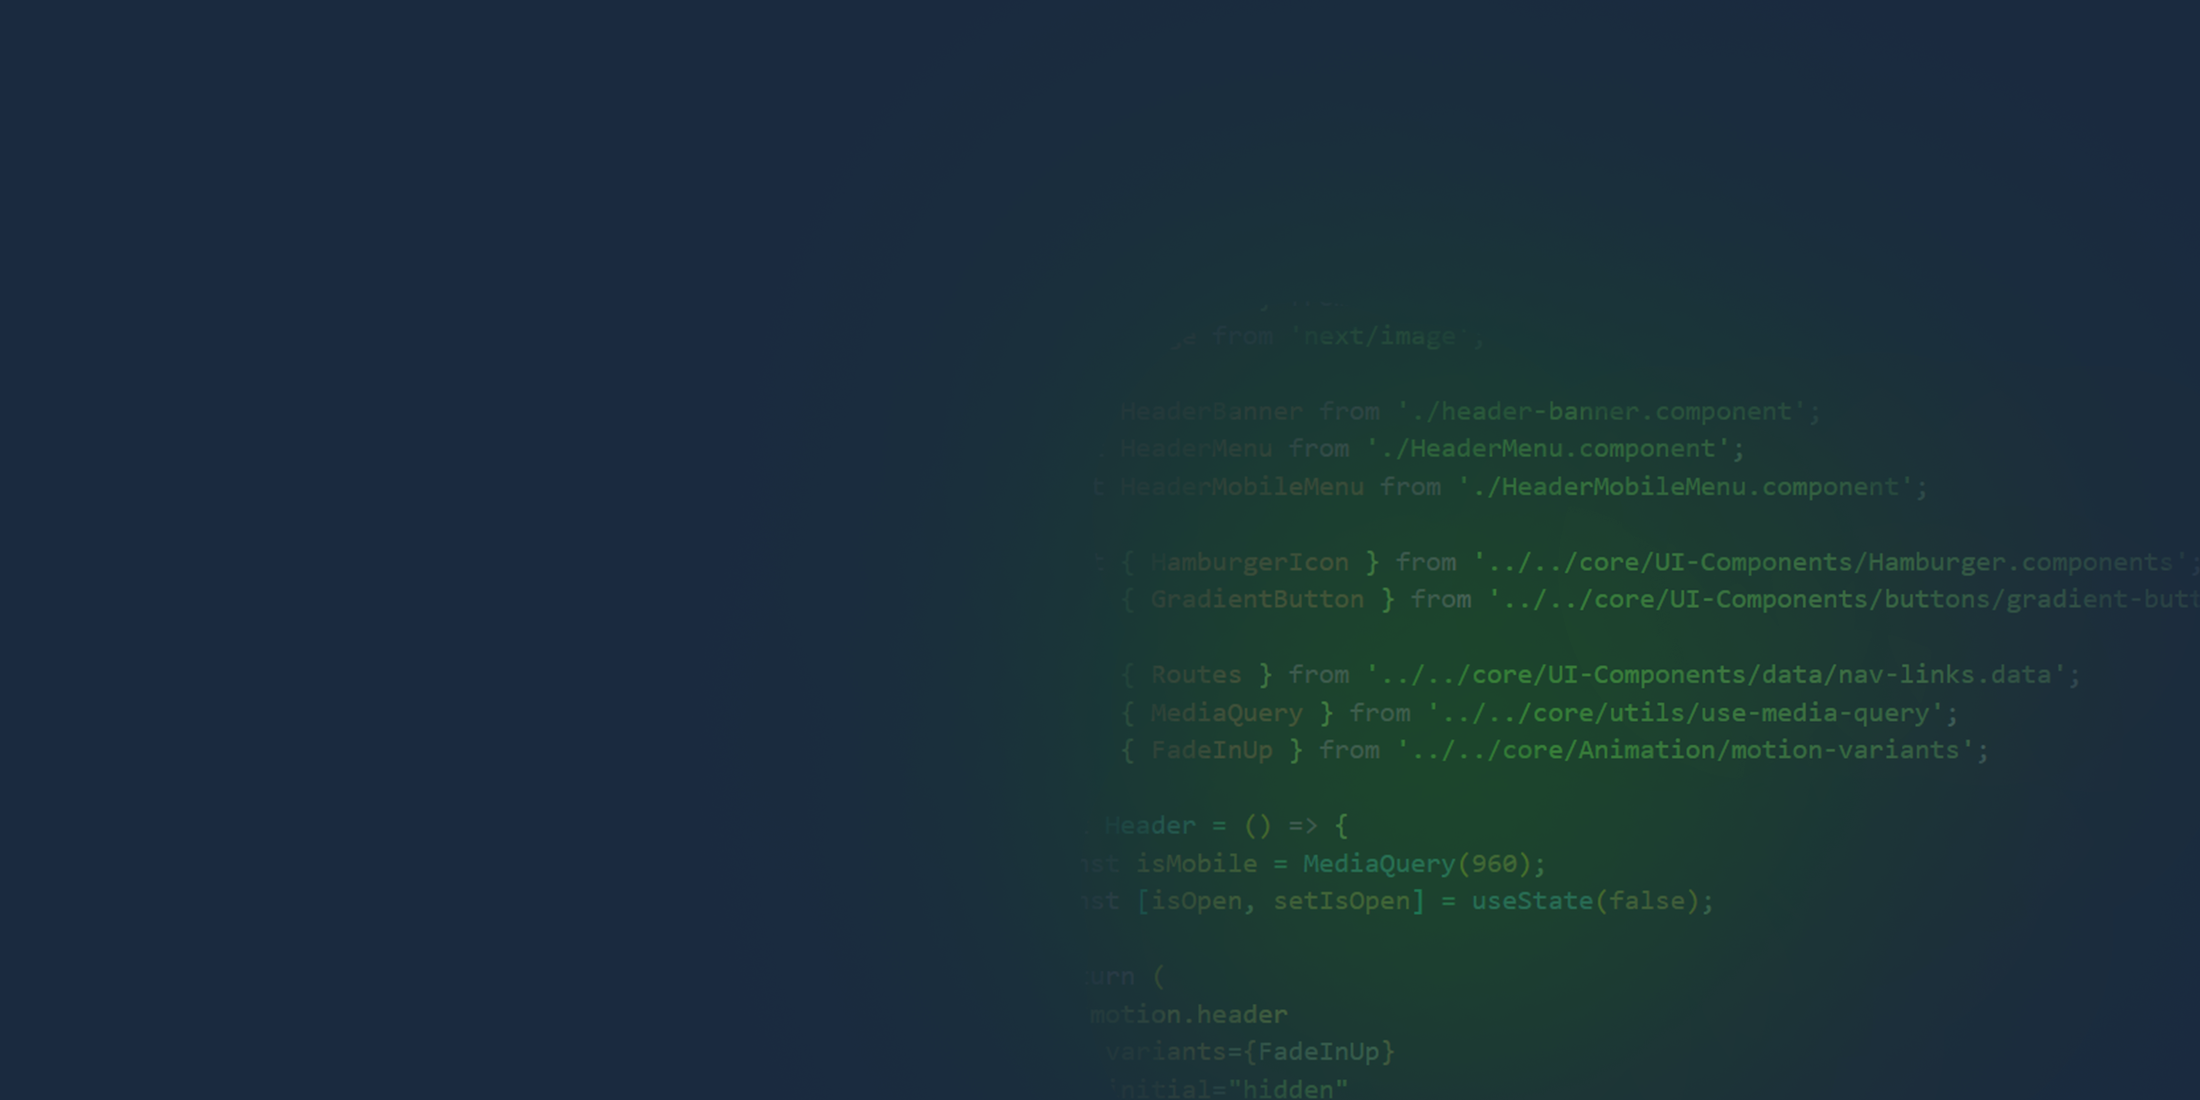 from 'next/image';
HeaderBanner from './header-banner.component';
HeaderMenu from './HeaderMenu.component';
t HeaderMobileMenu from './HeaderMobileMenu.component';
t { HamburgerIcon } from '../../core/UI-Components/Hamburger.components';
{ GradientButton } from '../../core/UI-Components/buttons/gradient-butt
{ Routes } from '../../core/UI-Components/data/nav-links.data';
{ MediaQuery } from '../../core/utils/use-media-query';
{ FadeInUp } from '../../core/Animation/motion-variants';
Header = () => {
nst isMobile = MediaQuery(960);
nst [isOpen, setIsOpen] = useState(false);
urn (
motion.header
variants={FadeInUp}
initial="hidden"